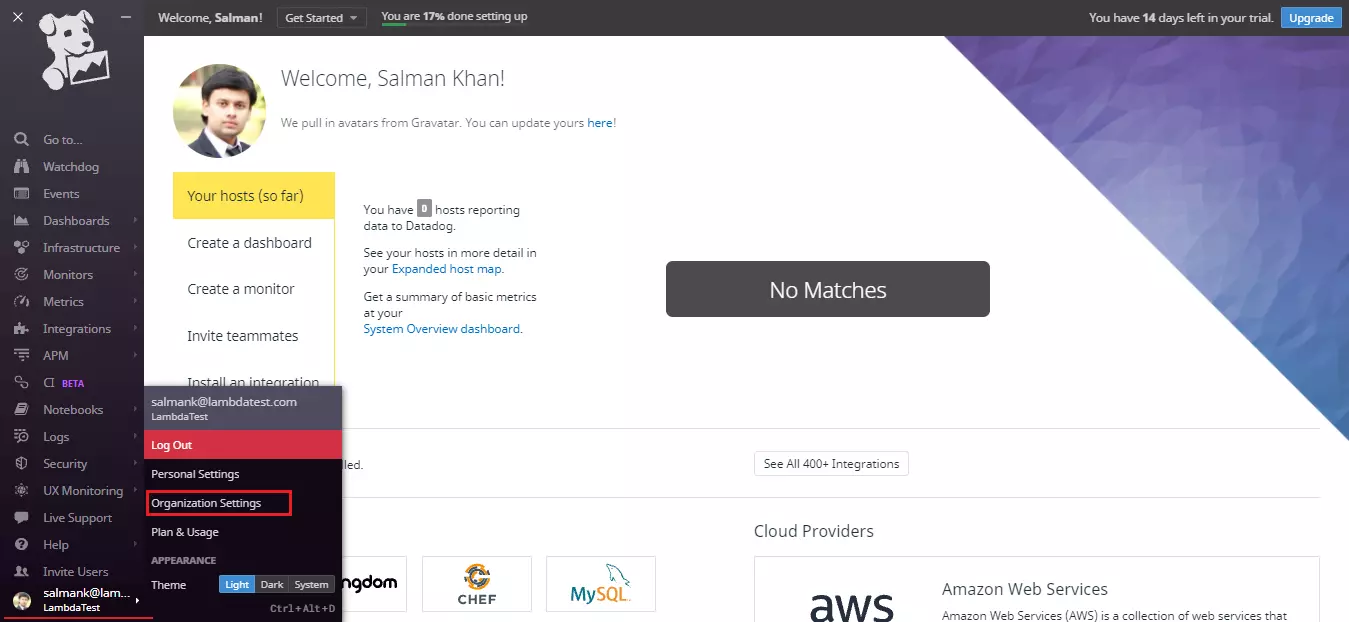 Welcome, Salman!
Get Started
You are 17% done setting up
You have 14 days left in your trial.
Upgrade
Go to...
Watchdog
Events
Dashboards
Infrastructure
Monitors
Metrics
Integrations
APM
CI BETA
Notebooks
Logs
Security
UX Monitoring
Live Support
Help
Invite Users
salmank@lam...
LambdaTest
Welcome, Salman Khan!
We pull in avatars from Gravatar. You can update yours here!
Your hosts (so far)
Create a dashboard
Create a monitor
Invite teammates
Install an integration
You have 0 hosts reporting
data to Datadog.
See your hosts in more detail in
your Expanded host map.
Get a summary of basic metrics
at your
System Overview dashboard.
No Matches
salmank@lambdatest.com
LambdaTest
Log Out
Personal Settings
Organization Settings
Plan & Usage
APPEARANCE
Theme
Light
Dark
System
Ctrl+Alt+D
led.
See All 400+ Integrations
ngdom
CHEF
MySQL
Cloud Providers
aws
Amazon Web Services
Amazon Web Services (AWS) is a collection of web services that